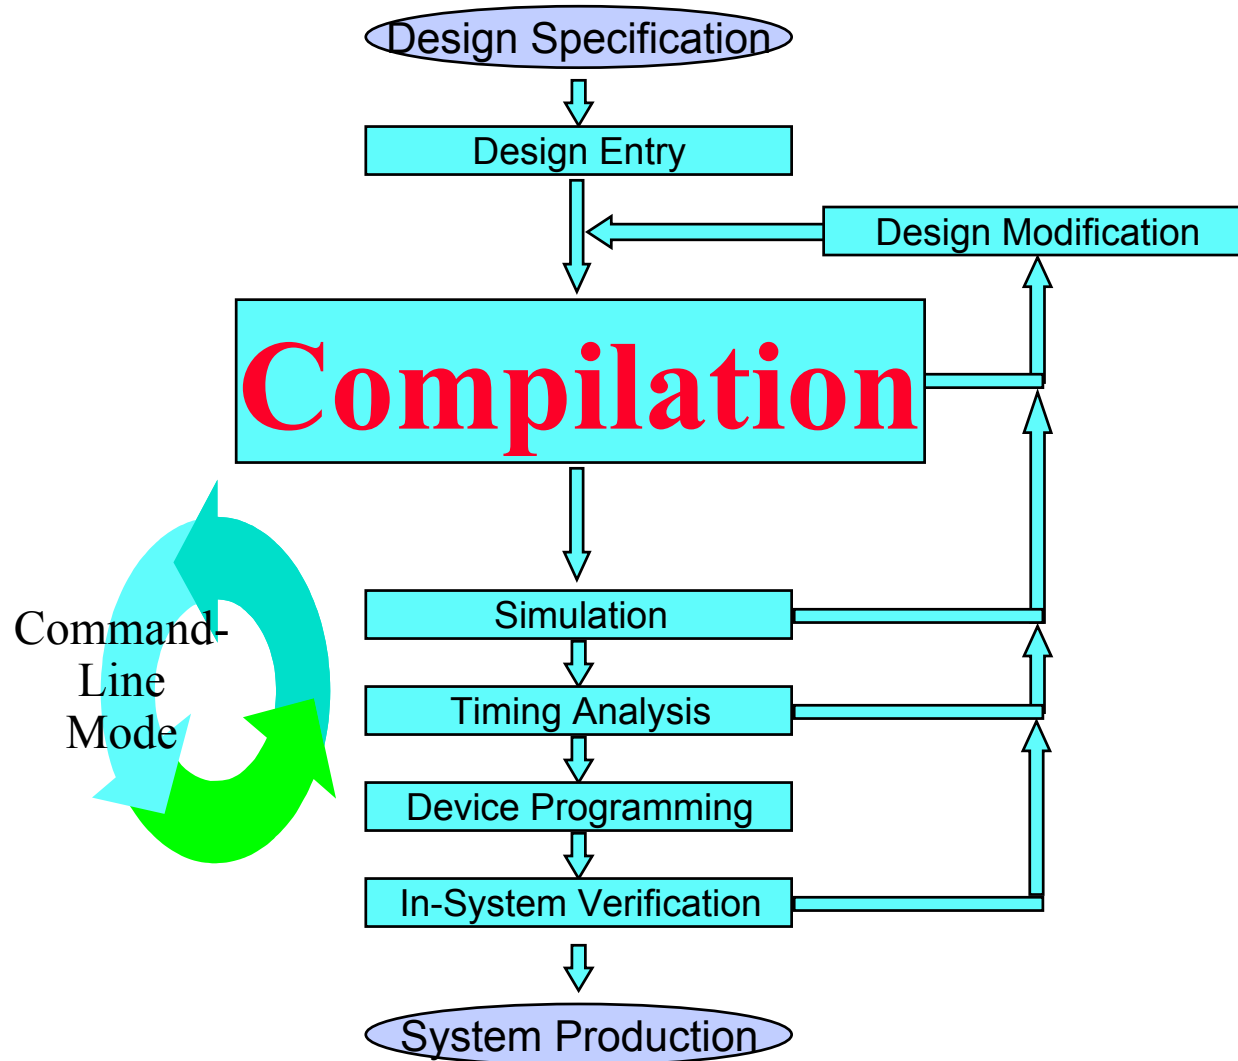 Design Specification
Design Entry
Design Modification
Compilation
Simulation
Command-
Line
Mode
Timing Analysis
Device Programming
In-System Verification
System Production